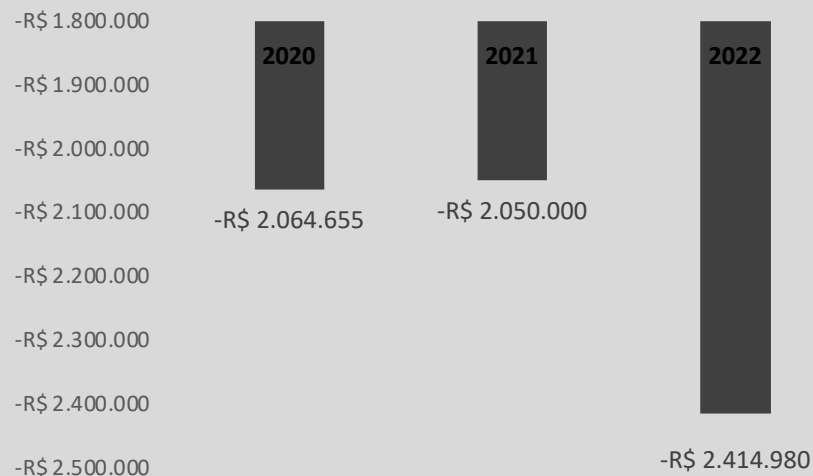 -R$ 1.800.000
2020
2021
2022
-R$ 1.900.000
-R$ 2.000.000
-R$ 2.100.000
-R$ 2.064.655
-R$ 2.050.000
-R$ 2.200.000
-R$ 2.300.000
-R$ 2.400.000
-R$ 2.500.000
-R$ 2.414.980